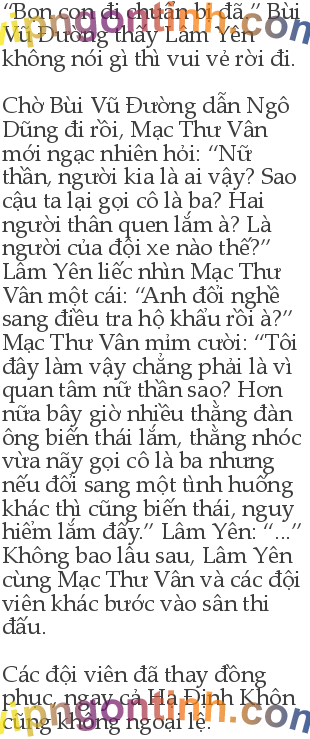 “Bọn con đi chuẩn bị đã.” Bùi
Vũ Đường thấy Lâm Yên
không nói gì thì vui vẻ rời đi.

Chờ Bùi Vũ Đường dẫn Ngô
Dũng đi rồi, Mạc Thư Vân
mới ngạc nhiên hỏi: “Nữ
thần, người kia là ai vậy? Sao
cậu ta lại gọi cô là ba? Hai
người thân quen lắm à? Là
người của đội xe nào thế?”
Lâm Yên liếc nhìn Mạc Thư
Vân một cái: “Anh đổi nghề
sang điều tra hộ khẩu rồi à?”
Mạc Thư Vân mỉm cười: “Tôi
đây làm vậy chẳng phải là vì
quan tâm nữ thần sao? Hơn
nữa bây giờ nhiều thằng đàn
ông biến thái lắm, thằng nhóc
vừa nãy gọi cô là ba nhưng
nếu đổi sang một tình huống
khác thì cũng biến thái, nguy
hiểm lắm đấy.” Lâm Yên: “...”
Không bao lâu sau, Lâm Yên
cùng Mạc Thư Vân và các đội
viên khác bước vào sân thi
đấu.

Các đội viên đã thay đồng
phục, ngay cả Hà Định Khôn
cũng không ngoại lệ.
vipngontinh.com
vipngontinh.com